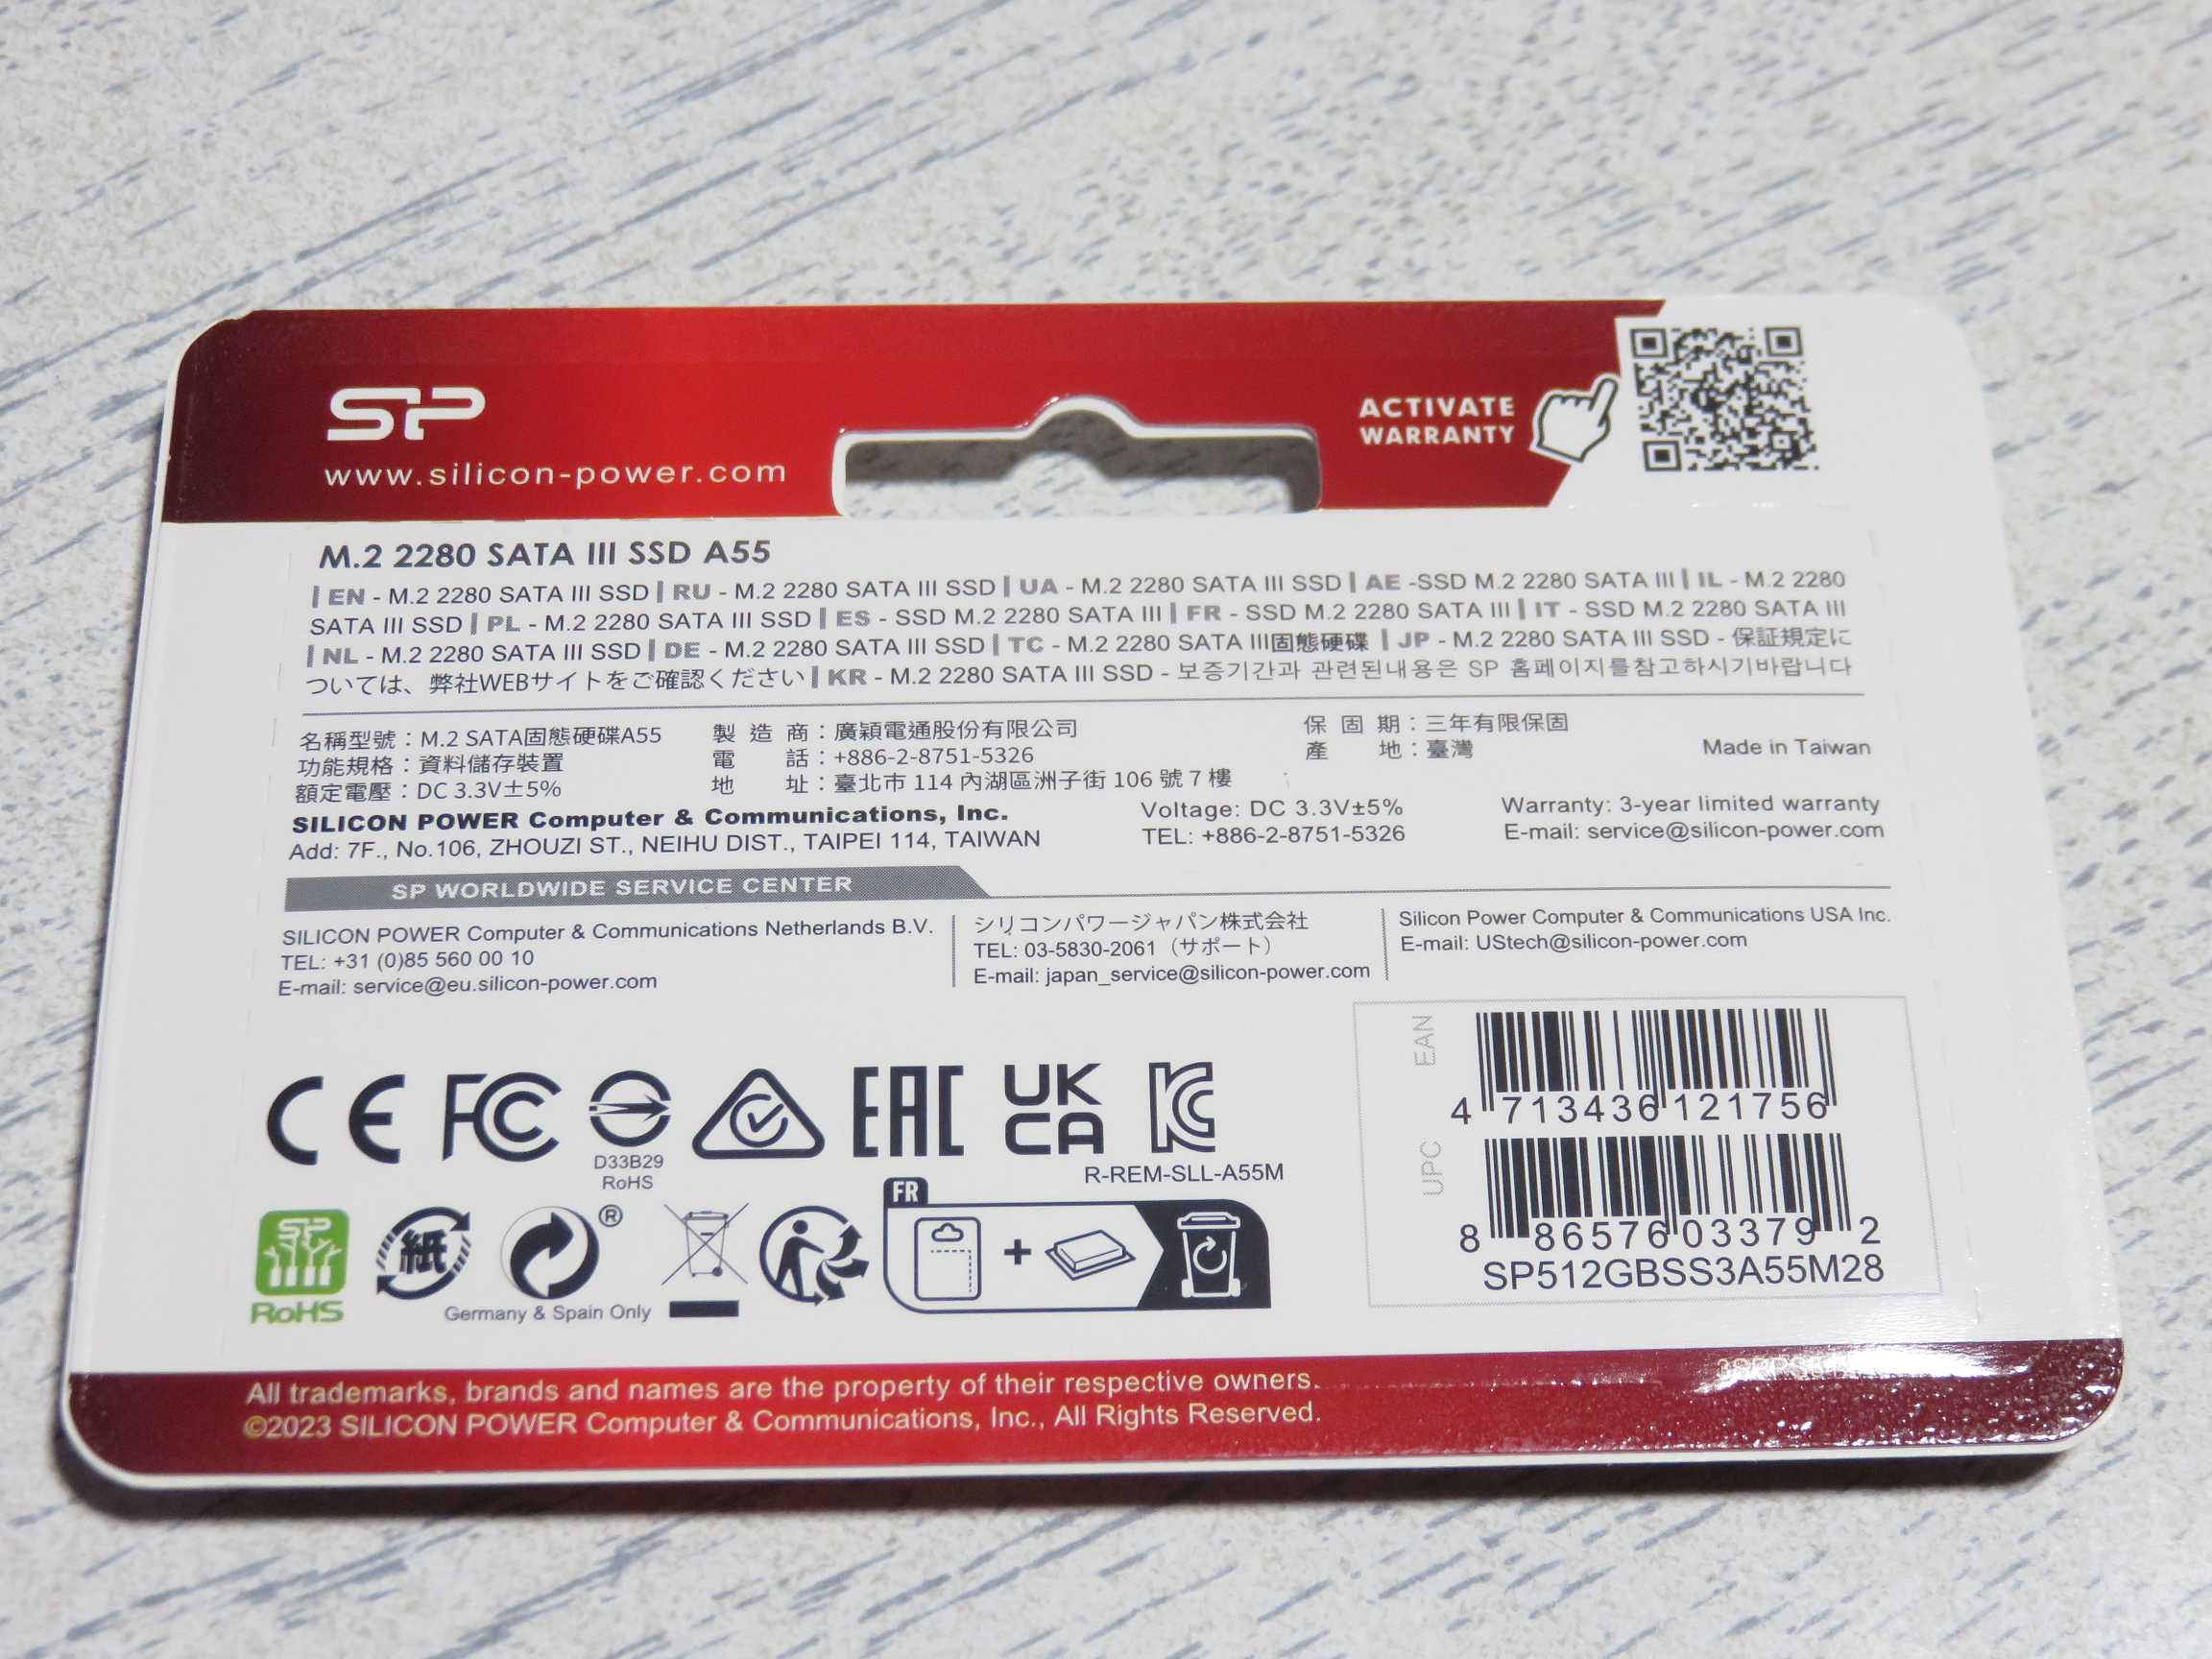 SP
www.silicon-power.com
ACTIVATE
WARRANTY
M.2 2280 SATA III SSD A55
| EN - M.2 2280 SATA III SSD | RU - M.2 2280 SATA III SSD | UA - M.2 2280 SATA III SSD | AE -SSD M.2 2280 SATA III | IL - M.2 2280
SATA III SSD | PL - M.2 2280 SATA III SSD | ES - SSD M.2 2280 SATA III | FR - SSD M.2 2280 SATA III | IT - SSD M.2 2280 SATA III
| NL - M.2 2280 SATA III SSD | DE - M.2 2280 SATA III SSD | TC - M.2 2280 SATA III固態硬碟 | JP - M.2 2280 SATA III SSD - 保証規定に
ついては、弊社WEBサイトをご確認ください | KR - M.2 2280 SATA III SSD - 보증기간과 관련된내용은 SP 홈페이지를참고하시기바랍니다
名稱型號：M.2 SATA固態硬碟A55
功能規格：資料儲存裝置
額定電壓：DC 3.3V±5%
製造商：廣穎電通股份有限公司
電話：+886-2-8751-5326
地址：臺北市 114 內湖區洲子街 106 號 7 樓
保固期：三年有限保固
產地：臺灣
Made in Taiwan
SILICON POWER Computer & Communications, Inc.
Add: 7F., No.106, ZHOUZI ST., NEIHU DIST., TAIPEI 114, TAIWAN
Voltage: DC 3.3V±5%
TEL: +886-2-8751-5326
Warranty: 3-year limited warranty
E-mail: service@silicon-power.com
SP WORLDWIDE SERVICE CENTER
SILICON POWER Computer & Communications Netherlands B.V.
TEL: +31 (0)85 560 00 10
E-mail: service@eu.silicon-power.com
シリコンパワージャパン株式会社
TEL: 03-5830-2061（サポート）
E-mail: japan_service@silicon-power.com
Silicon Power Computer & Communications USA Inc.
E-mail: UStech@silicon-power.com
EAN
4 713436 121756
UPC
8 86576 03379 2
SP512GBSS3A55M28
CE FC EAC
UK
CA
KC
D33B29
RoHS
R-REM-SLL-A55M
SP
RoHS
紙
®
Germany & Spain Only
FR
+
All trademarks, brands and names are the property of their respective owners.
©2023 SILICON POWER Computer & Communications, Inc., All Rights Reserved.